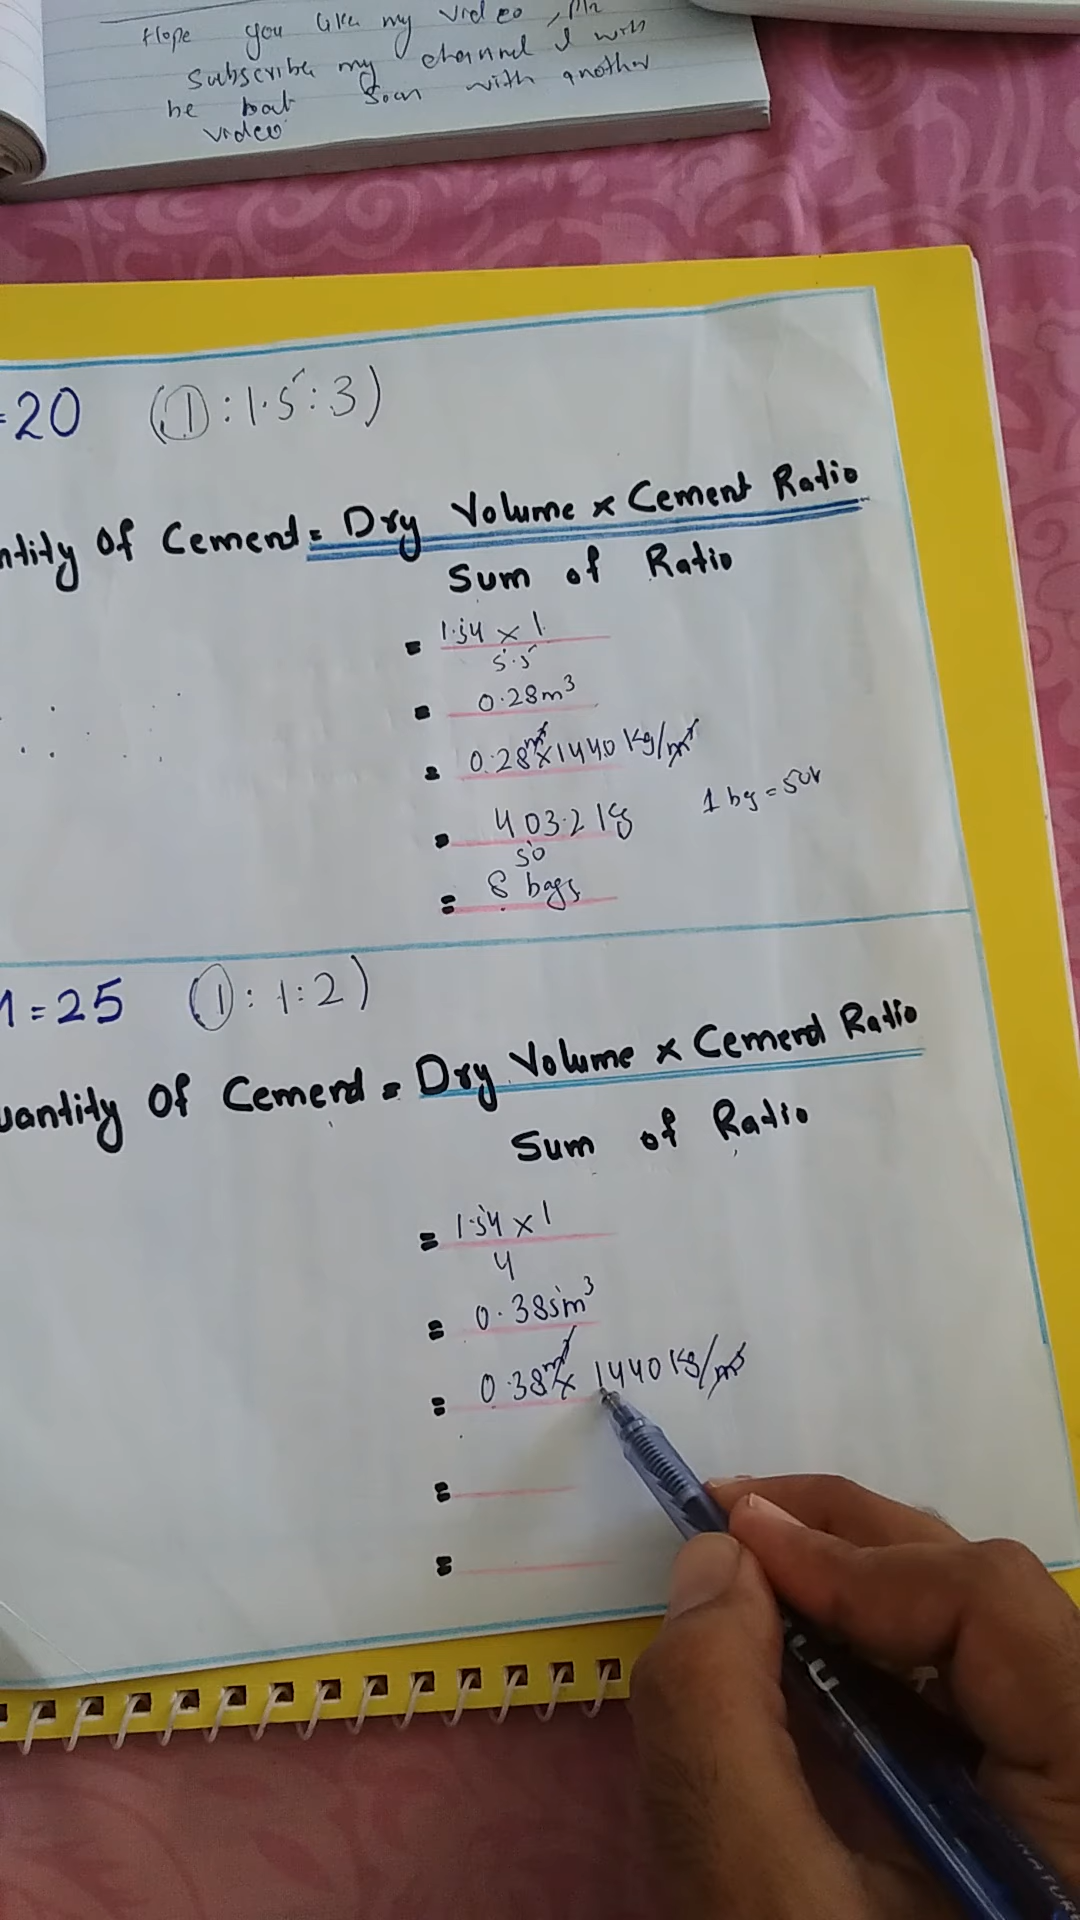 Hope you like my video, Plz
Subscribe my channel I will
be bak Soon with another
video
=20 (1:1.5:3)
ntity Of Cement = Dry Volume x Cement Ratio
Sum of Ratio
= 1.54 x 1
5.5
= 0.28m³
= 0.28m³ x 1440 Kg/m³
= 403.2 kg 1 bg = 50k
50
= 8 bags
M=25 (1:1:2)
uantity Of Cement = Dry Volume x Cement Ratio
Sum of Ratio
= 1.54 x 1
4
= 0.385m³
= 0.38m³ x 1440 Kg/m³
=
=